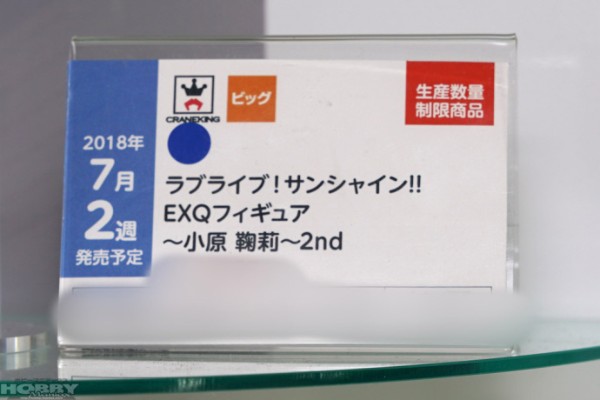 2018年
7月
2週
発売予定
CRANEKING
ビッグ
生産数量
制限商品
ラブライブ!サンシャイン!!
EXQフィギュア
～小原 鞠莉～2nd
HOBBY